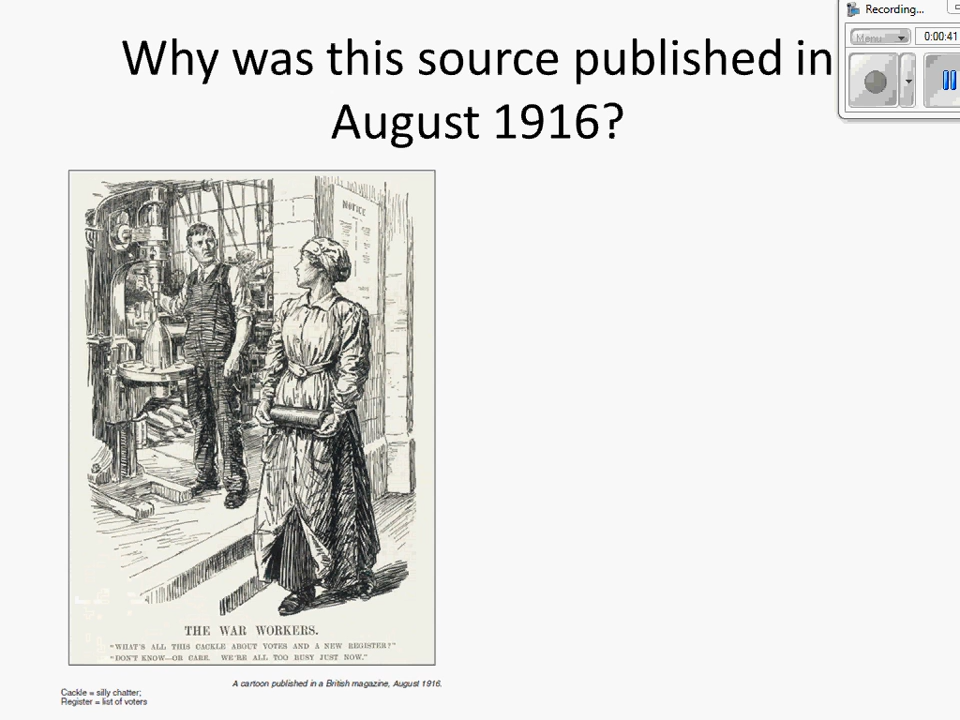 Why was this source published in
August 1916?
Recording...
Menu
0:00:41
NOTICE
THE WAR WORKERS.
"WHAT'S ALL THIS CACKLE ABOUT VOTES AND A NEW REGISTER?"
"DON'T KNOW—OR CARE. WE'RE ALL TOO BUSY JUST NOW."
A cartoon published in a British magazine, August 1916.
Cackle = silly chatter;
Register = list of voters